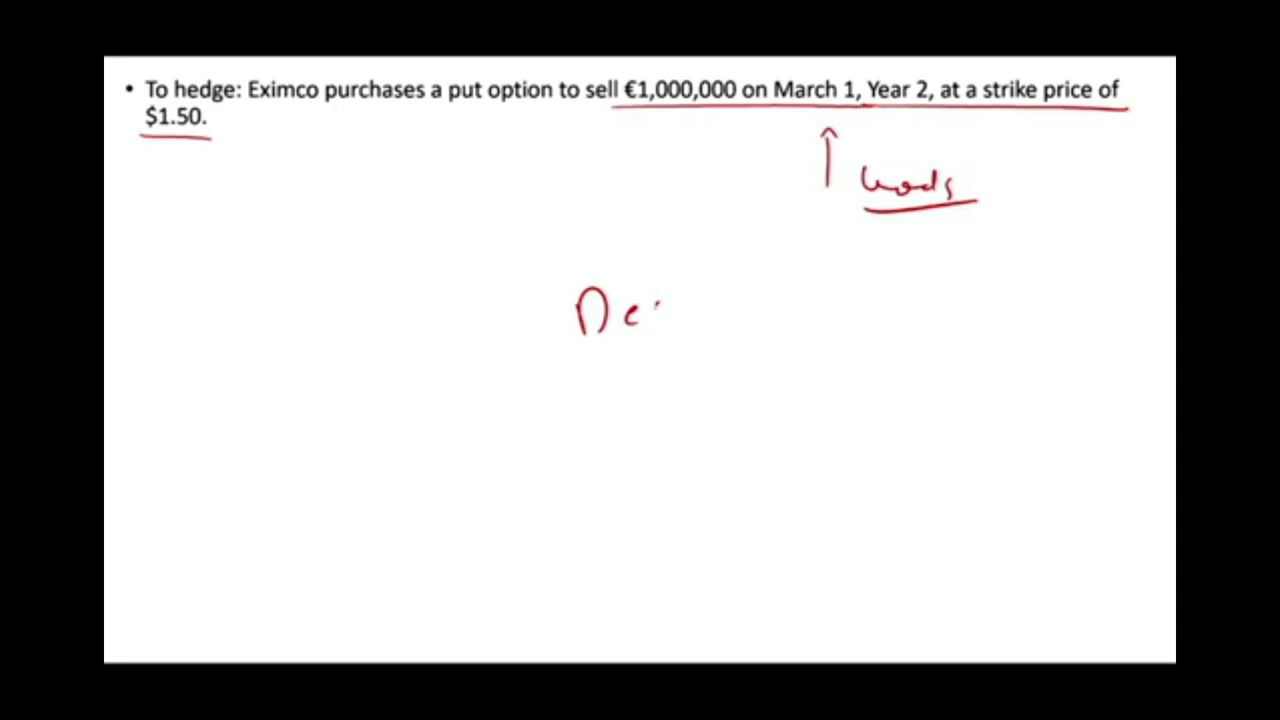 • To hedge: Eximco purchases a put option to sell €1,000,000 on March 1, Year 2, at a strike price of
$1.50.